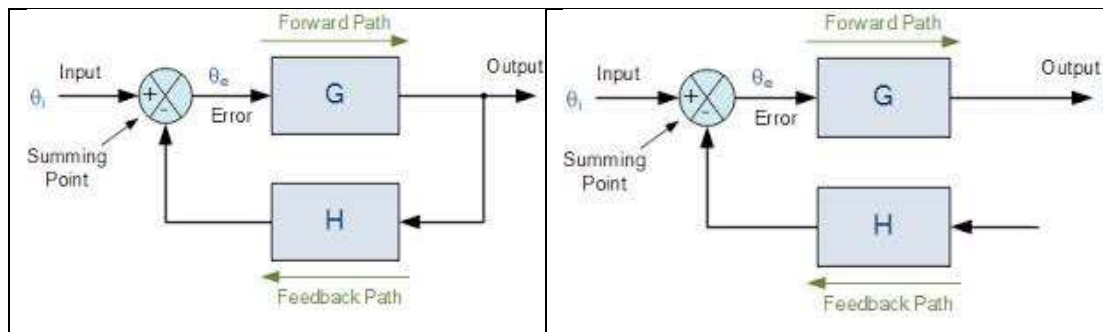 Forward Path
Input
θe
Output
θi
+
-
G
Error
Summing
Point
H
Feedback Path
Forward Path
Input
θe
Output
θi
+
-
G
Error
Summing
Point
H
Feedback Path